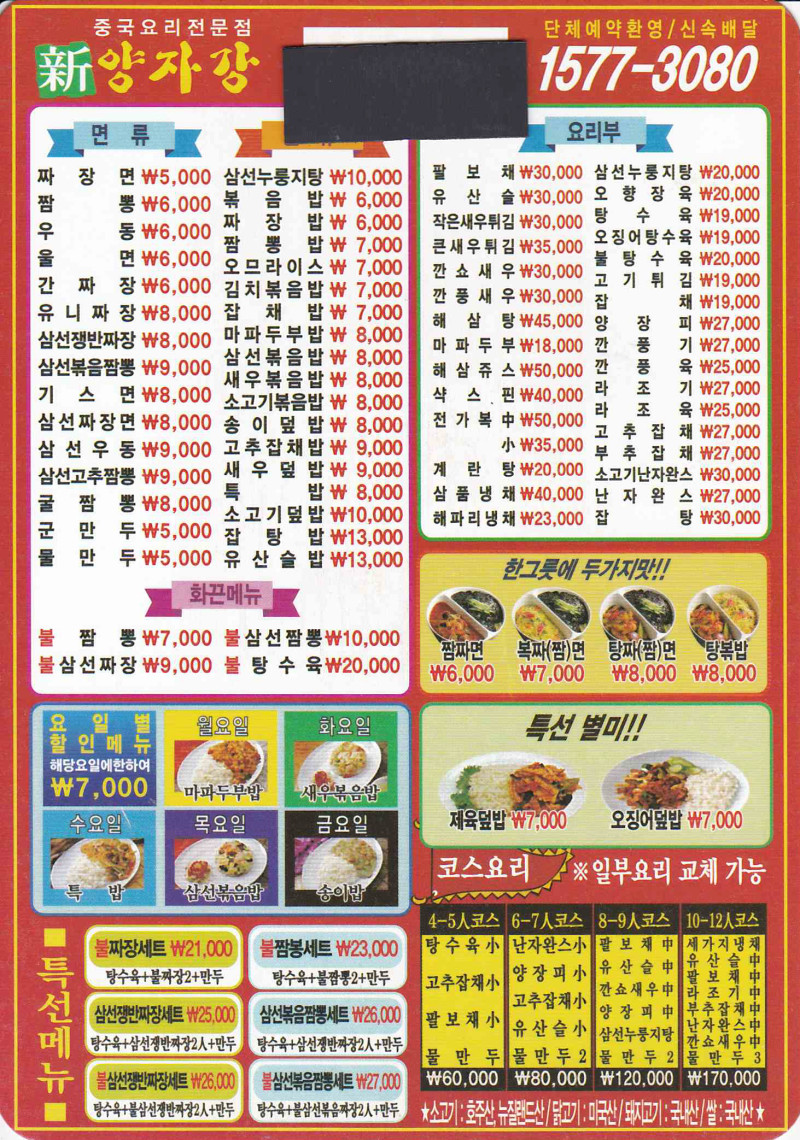 중국요리전문점
新양자강
단체예약환영/신속배달
1577-3080
면 류
짜장면 ₩5,000
짬뽕 ₩6,000
우동 ₩6,000
울면 ₩6,000
간짜장 ₩6,000
유니짜장 ₩8,000
삼선쟁반짜장 ₩8,000
삼선볶음짬뽕 ₩9,000
기스면 ₩8,000
삼선짜장면 ₩8,000
삼선우동 ₩9,000
삼선고추짬뽕 ₩9,000
굴짬뽕 ₩8,000
군만두 ₩5,000
물만두 ₩5,000
삼선누룽지탕 ₩10,000
볶음밥 ₩ 6,000
짜장밥 ₩ 6,000
짬뽕밥 ₩ 7,000
오므라이스 ₩ 7,000
김치볶음밥 ₩ 7,000
잡채밥 ₩ 7,000
마파두부밥 ₩ 8,000
삼선볶음밥 ₩ 8,000
새우볶음밥 ₩ 8,000
소고기볶음밥 ₩ 8,000
송이덮밥 ₩ 8,000
고추잡채밥 ₩ 9,000
새우덮밥 ₩ 9,000
특밥 ₩ 8,000
소고기덮밥 ₩10,000
잡탕밥 ₩13,000
유산슬밥 ₩13,000
화끈메뉴
불짬뽕 ₩7,000
불삼선짜장 ₩9,000
불삼선짬뽕 ₩10,000
불탕수육 ₩20,000
요리부
팔보채 ₩30,000
유산슬 ₩30,000
작은새우튀김 ₩30,000
큰새우튀김 ₩35,000
깐쇼새우 ₩30,000
깐풍새우 ₩30,000
해삼탕 ₩45,000
마파두부 ₩18,000
해삼쥬스 ₩50,000
샥스핀 ₩40,000
전가복 中 ₩50,000
小 ₩35,000
계란탕 ₩20,000
삼품냉채 ₩40,000
해파리냉채 ₩23,000
삼선누룽지탕 ₩20,000
오향장육 ₩20,000
탕수육 ₩19,000
오징어탕수육 ₩19,000
불탕수육 ₩20,000
고기튀김 ₩19,000
잡채 ₩19,000
양장피 ₩27,000
깐풍기 ₩27,000
깐풍육 ₩25,000
라조기 ₩27,000
라조육 ₩25,000
고추잡채 ₩27,000
부추잡채 ₩27,000
소고기난자완스 ₩30,000
난자완스 ₩27,000
잡탕 ₩30,000
한그릇에 두가지맛!!
짬짜면
₩6,000
복짜(짬)면
₩7,000
탕짜(짬)면
₩8,000
탕볶밥
₩8,000
요일별
할인메뉴
해당요일에한하여
₩7,000
월요일
마파두부밥
화요일
새우볶음밥
수요일
특 밥
목요일
삼선볶음밥
금요일
송이밥
특선 별미!!
제육덮밥 ₩7,000
오징어덮밥 ₩7,000
특선메뉴
불짜장세트 ₩21,000
탕수육+불짜장2+만두
불짬봉세트 ₩23,000
탕수육+불짬뽕2+만두
삼선쟁반짜장세트 ₩25,000
탕수육+삼선쟁반짜장2人+만두
삼선볶음짬뽕세트 ₩26,000
탕수육+삼선볶음짬뽕2人+만두
불삼선쟁반짜장세트 ₩26,000
탕수육+불삼선쟁반짜장2人+만두
불삼선볶음짬뽕세트 ₩27,000
탕수육+불삼선볶음짬뽕2人+만두
코스요리
※일부요리 교체 가능
4-5人코스
탕수육小
고추잡채小
팔보채小
물만두
₩60,000
6-7人코스
난자완스小
양장피小
고추잡채小
유산슬小
물만두2
₩80,000
8-9人코스
팔보채中
유산슬中
깐쇼새우中
양장피中
삼선누룽지탕
물만두2
₩120,000
10-12人코스
세가지냉채
유산슬中
팔보채中
라조기中
부추잡채中
난자완스中
깐쇼새우中
물만두3
₩170,000
★소고기 : 호주산, 뉴질랜드산 / 닭고기 : 미국산 / 돼지고기 : 국내산 / 쌀 : 국내산★